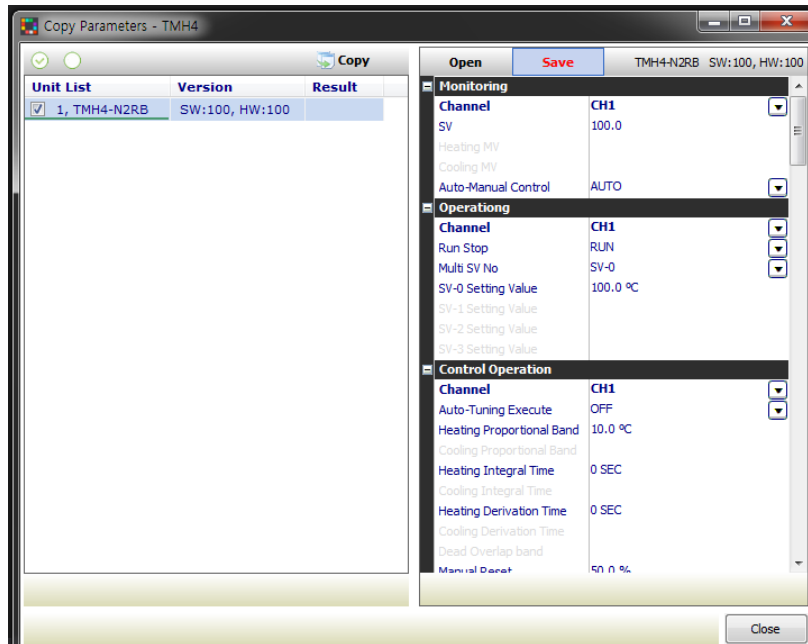 Copy Parameters - TMH4
Copy
Unit List Version Result
1, TMH4-N2RB SW:100, HW:100
Open Save TMH4-N2RB SW:100, HW:100
Monitoring
Channel CH1
SV 100.0
Heating MV
Cooling MV
Auto-Manual Control AUTO
Operationg
Channel CH1
Run Stop RUN
Multi SV No SV-0
SV-0 Setting Value 100.0 ºC
SV-1 Setting Value
SV-2 Setting Value
SV-3 Setting Value
Control Operation
Channel CH1
Auto-Tuning Execute OFF
Heating Proportional Band 10.0 ºC
Cooling Proportional Band
Heating Integral Time 0 SEC
Cooling Integral Time
Heating Derivation Time 0 SEC
Cooling Derivation Time
Dead Overlap band
Manual Reset 50.0 %
Close